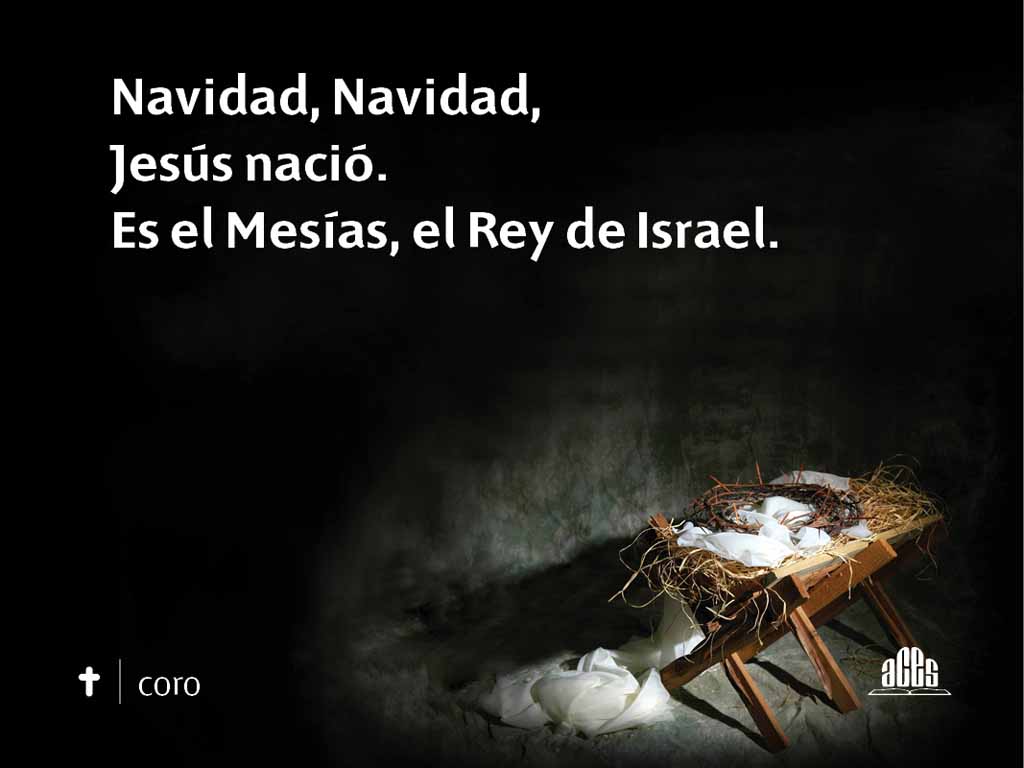 Navidad, Navidad,
Jesús nació.
Es el Mesías, el Rey de Israel.
coro
aces